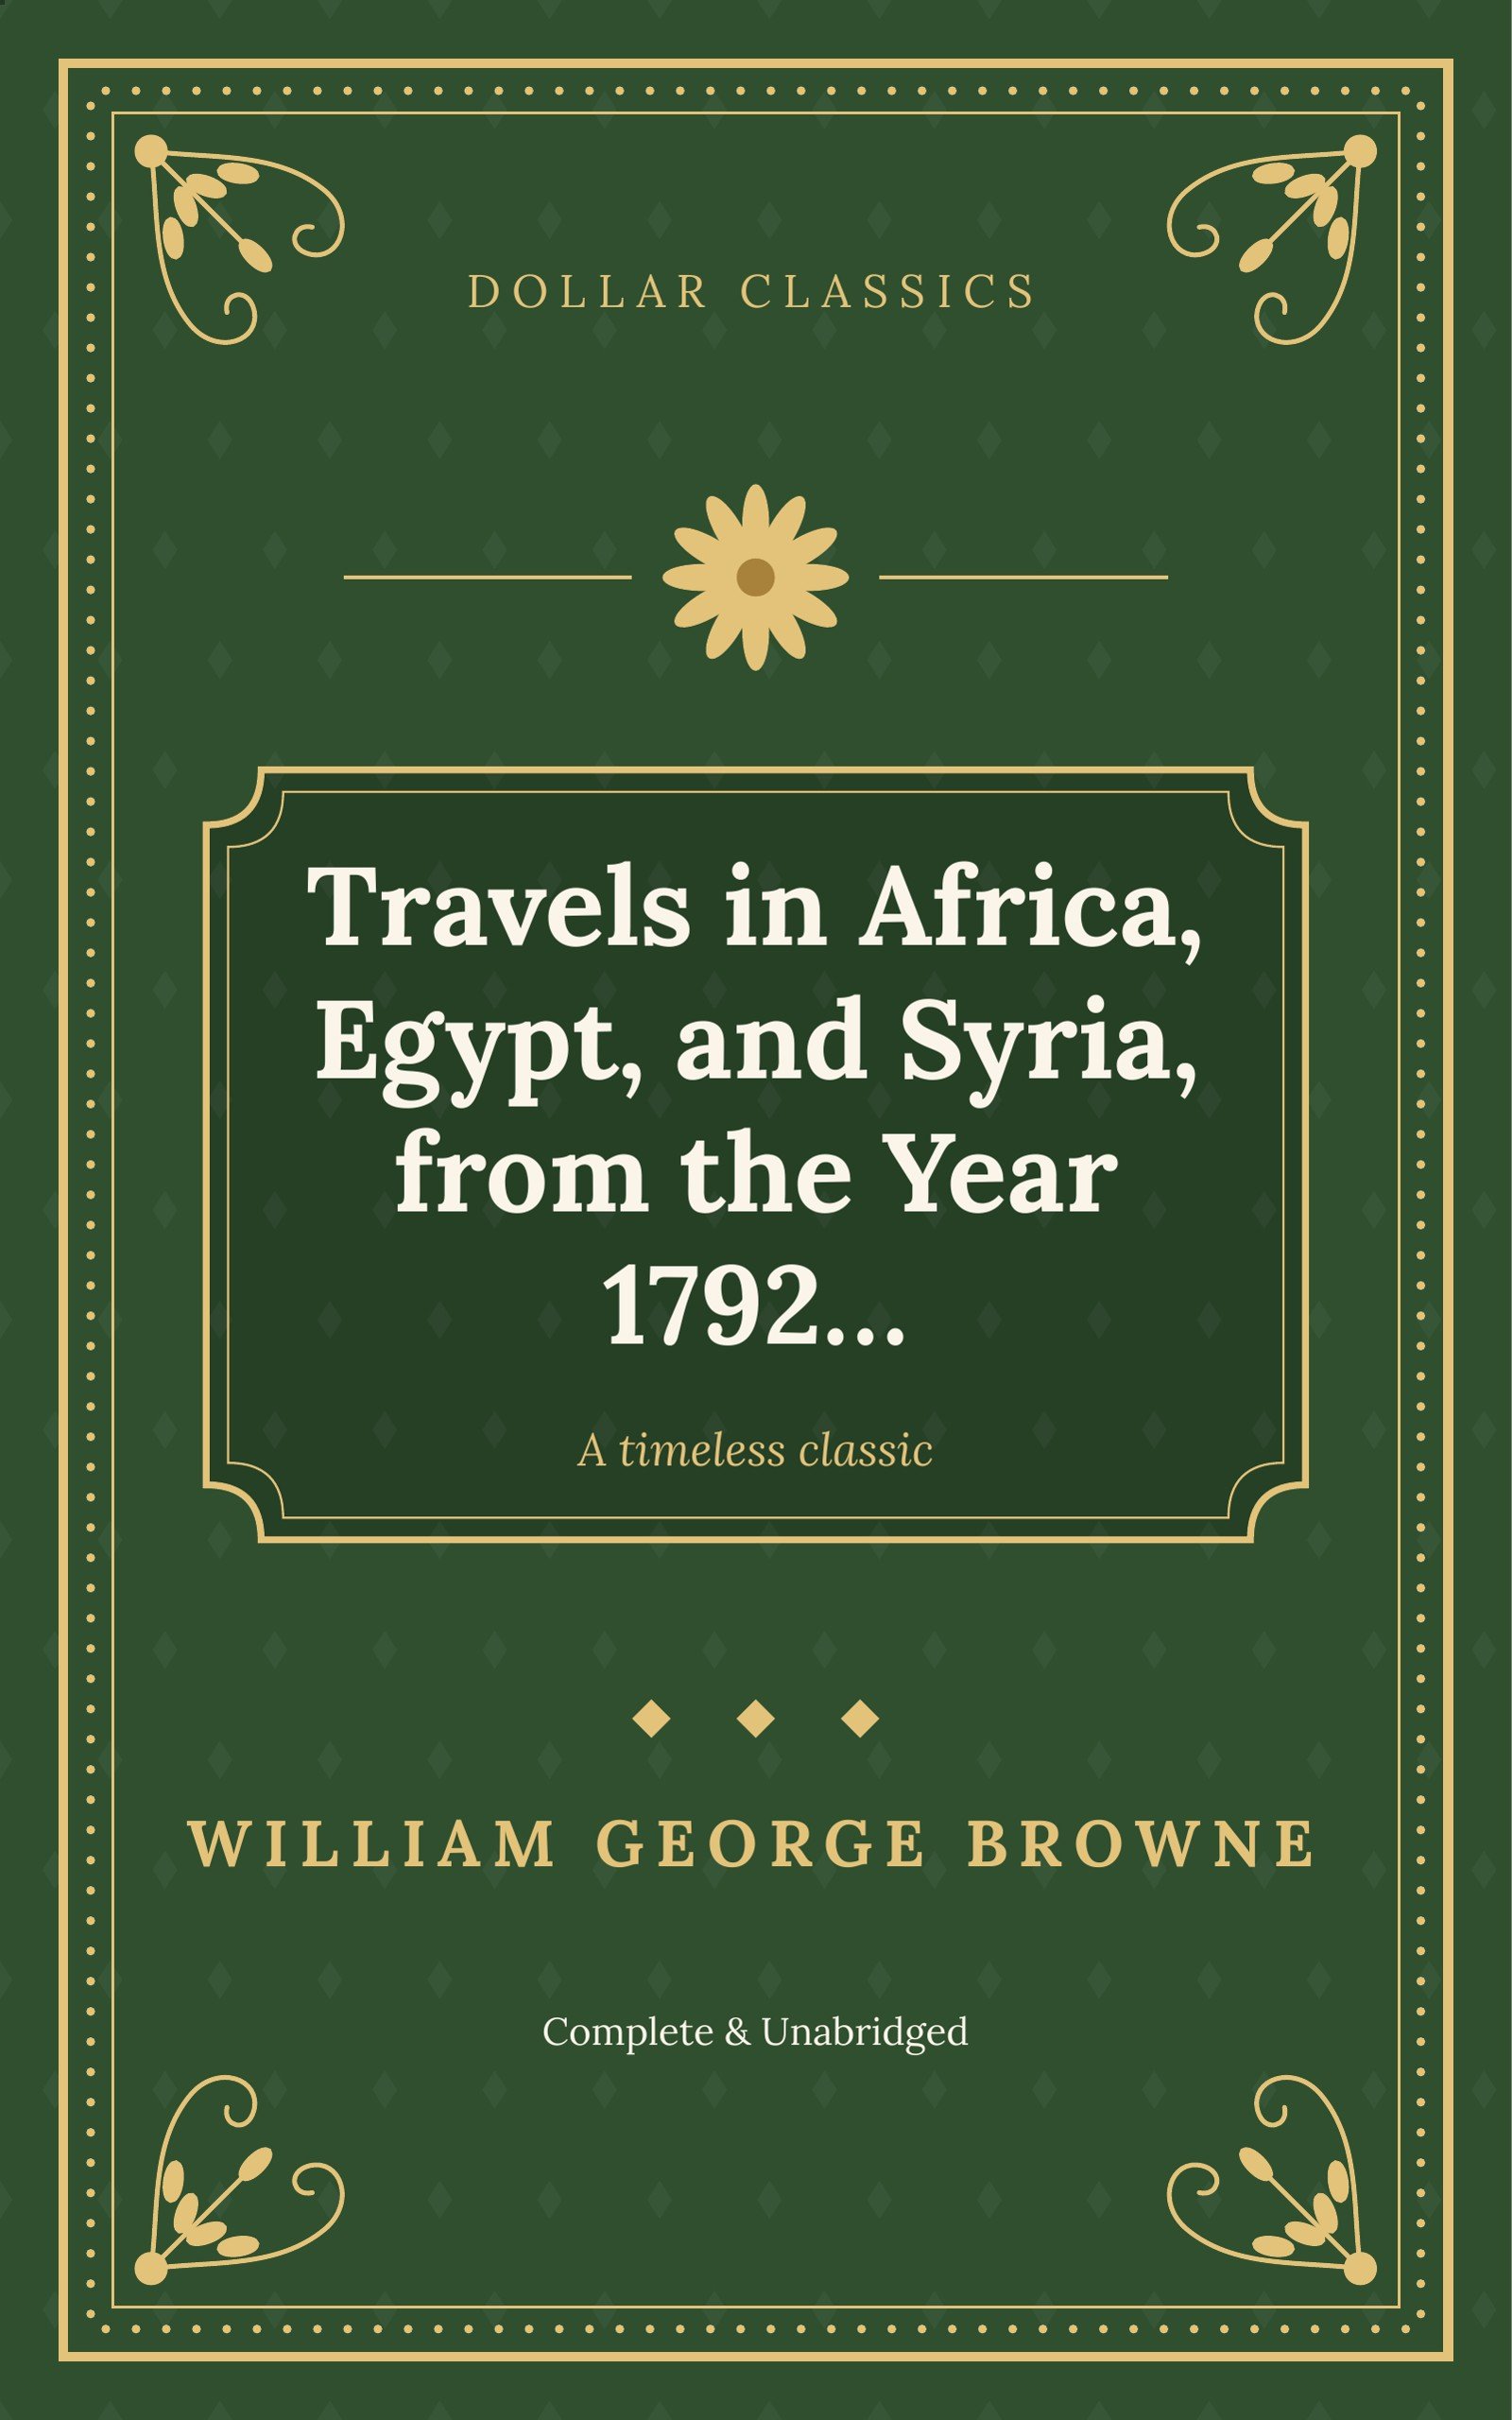 DOLLAR CLASSICS
Travels in Africa,
Egypt, and Syria,
from the Year
1792...
A timeless classic
WILLIAM GEORGE BROWNE
Complete & Unabridged